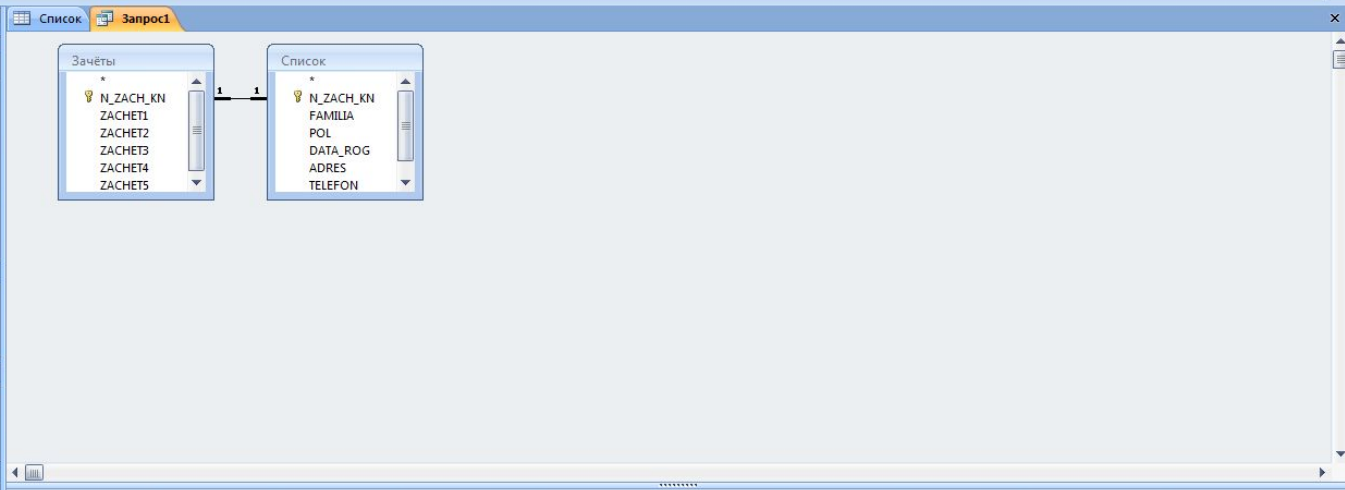 Список Запрос1
Зачёты
*
N_ZACH_KN
ZACHET1
ZACHET2
ZACHET3
ZACHET4
ZACHET5
1 1
Список
*
N_ZACH_KN
FAMILIA
POL
DATA_ROG
ADRES
TELEFON